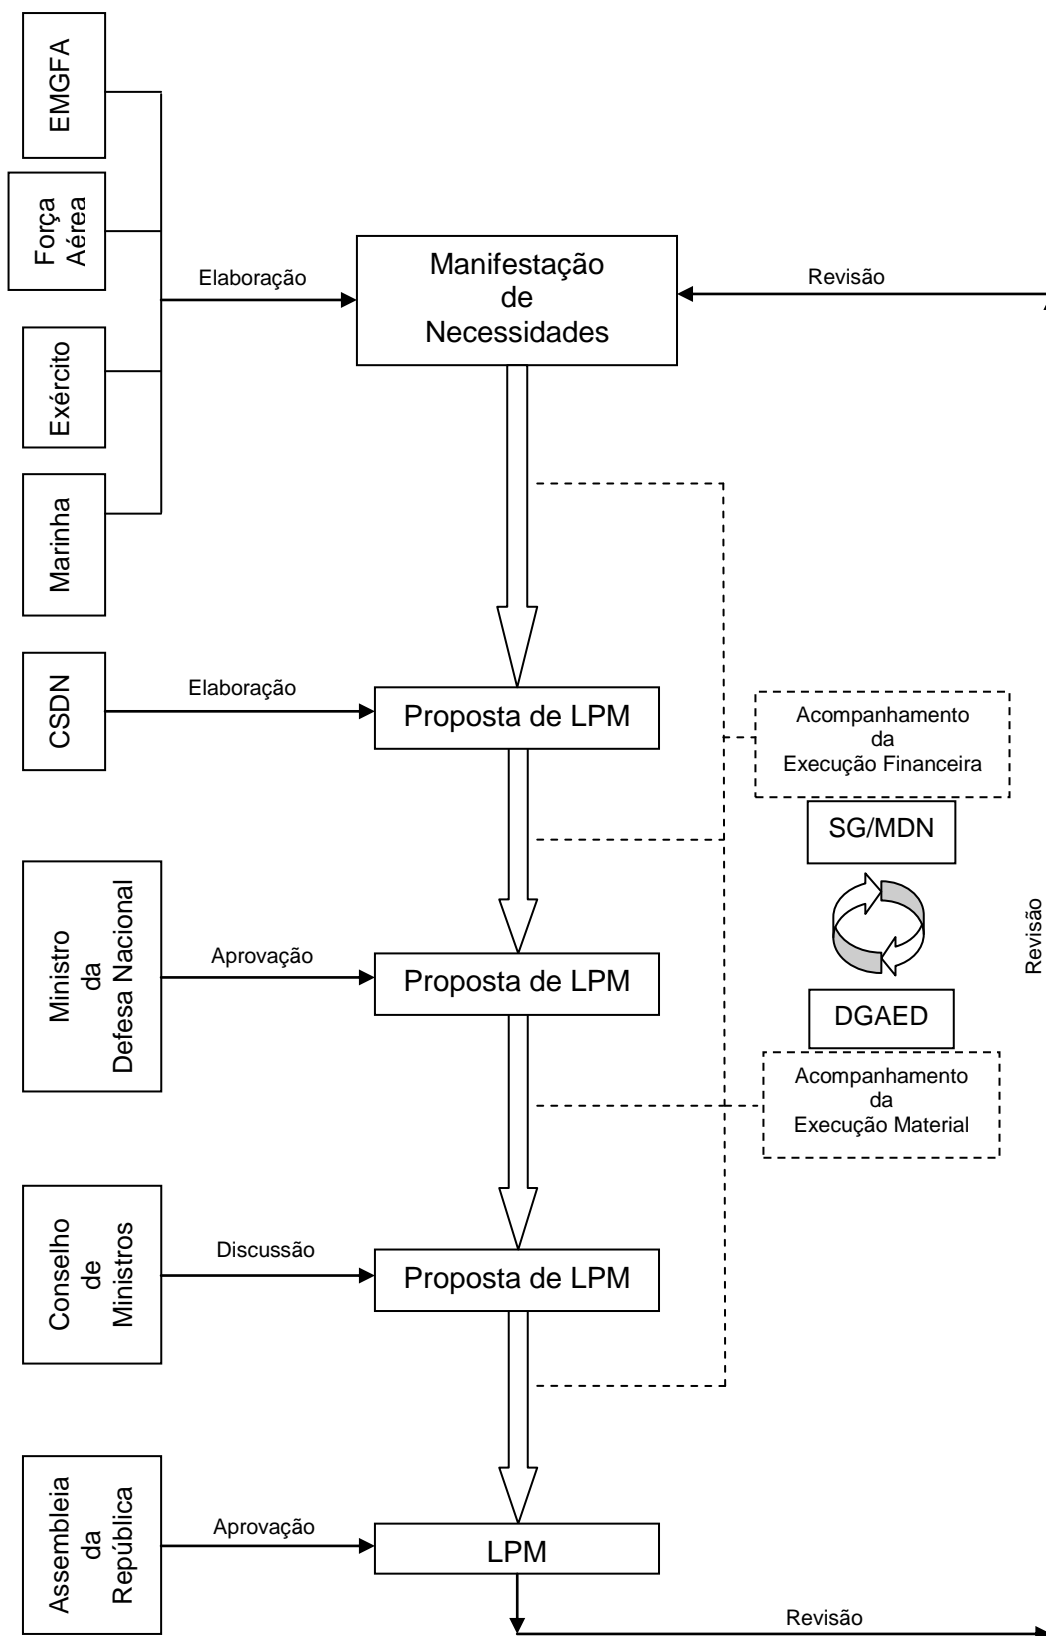 EMGFA
Força
Aérea
Exército
Marinha
Elaboração
Manifestação
de
Necessidades
Revisão
CSDN
Elaboração
Proposta de LPM
Acompanhamento
da
Execução Financeira
SG/MDN
Ministro
da
Defesa Nacional
Aprovação
Proposta de LPM
DGAED
Acompanhamento
da
Execução Material
Revisão
Conselho
de
Ministros
Discussão
Proposta de LPM
Assembleia
da
República
Aprovação
LPM
Revisão